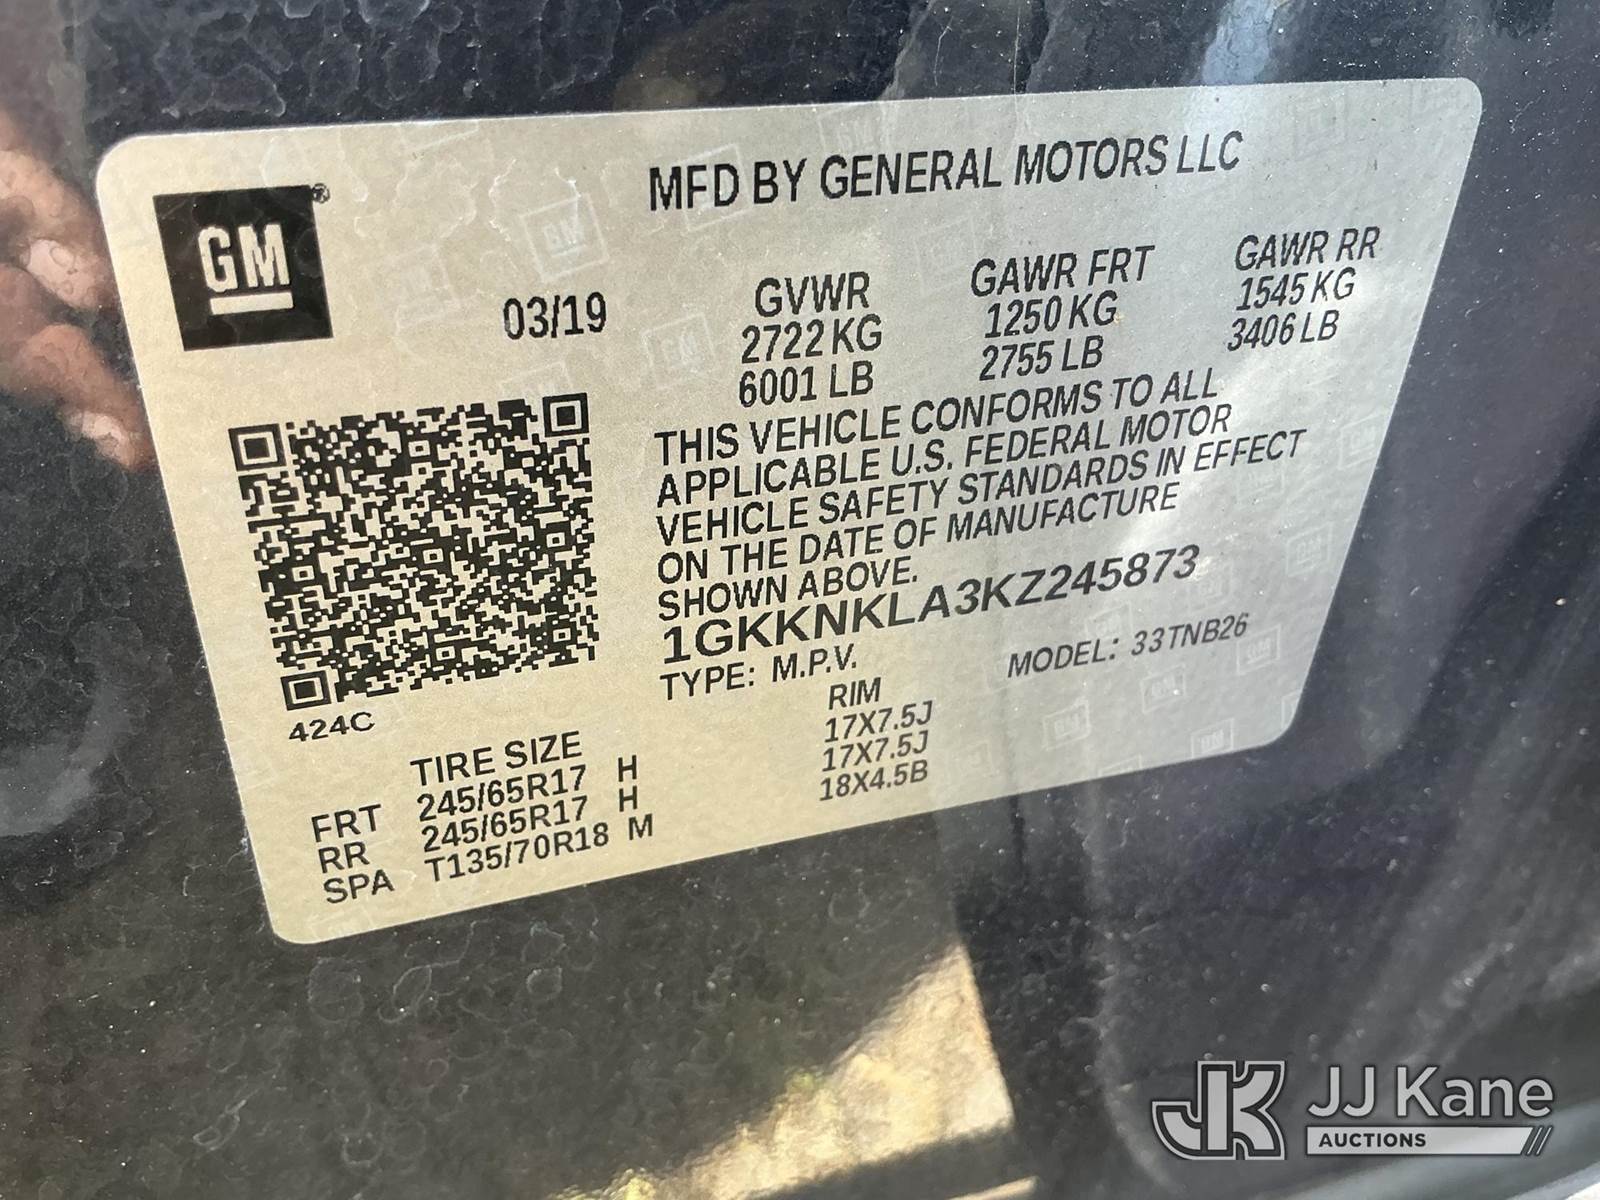 GM®
MFD BY GENERAL MOTORS LLC
03/19
GVWR GAWR FRT GAWR RR
2722 KG 1250 KG 1545 KG
6001 LB 2755 LB 3406 LB
THIS VEHICLE CONFORMS TO ALL
APPLICABLE U.S. FEDERAL MOTOR
VEHICLE SAFETY STANDARDS IN EFFECT
ON THE DATE OF MANUFACTURE
SHOWN ABOVE.
1GKKNKLA3KZ245873
TYPE: M.P.V. MODEL: 33TNB26
424C
TIRE SIZE RIM
FRT 245/65R17 H 17X7.5J
RR 245/65R17 H 17X7.5J
SPA T135/70R18 M 18X4.5B
JK JJ Kane
AUCTIONS